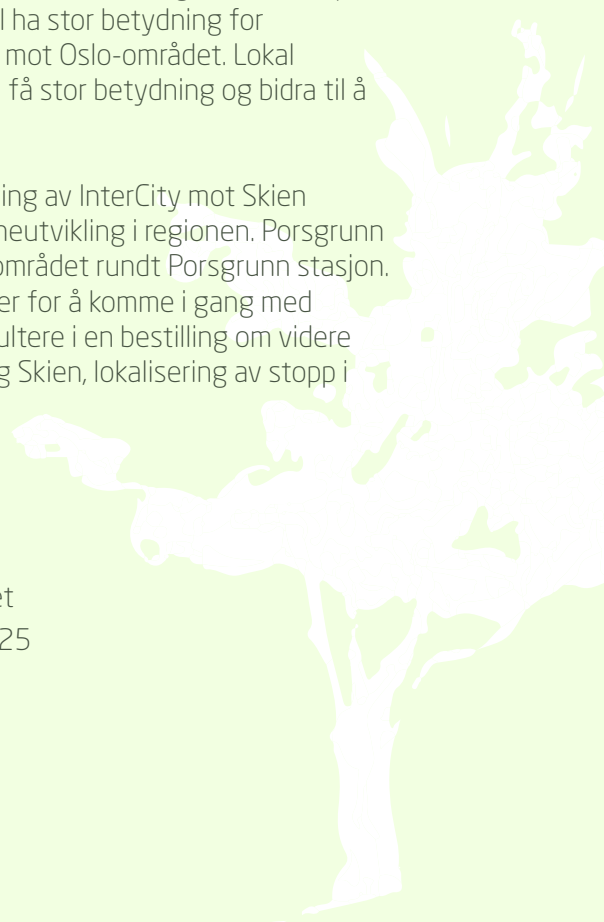 l ha stor betydning for
mot Oslo-området. Lokal
få stor betydning og bidra til å
ing av InterCity mot Skien
neutvikling i regionen. Porsgrunn
området rundt Porsgrunn stasjon.
er for å komme i gang med
ultere i en bestilling om videre
g Skien, lokalisering av stopp i
et
25